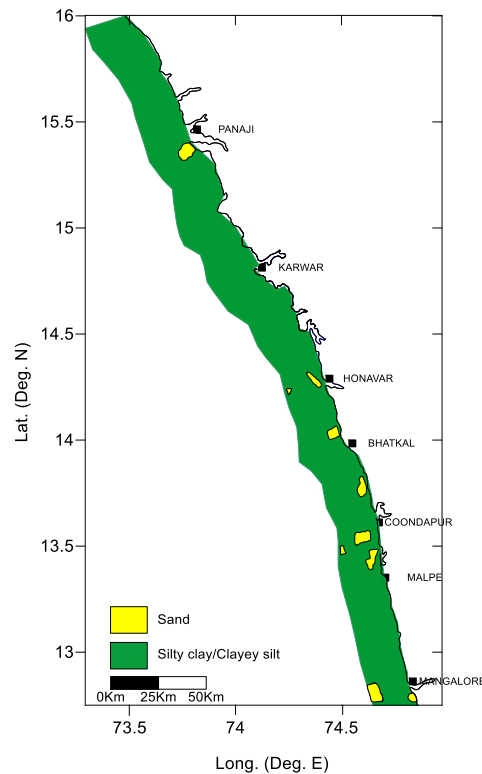 16
15.5
PANAJI
15
KARWAR
14.5
HONAVAR
14
BHATKAL
COONDAPUR
13.5
MALPE
Sand
Silty clay/Clayey silt
13
MANGALORE
0Km 25Km 50Km
73.5 74 74.5
Lat. (Deg. N)
Long. (Deg. E)